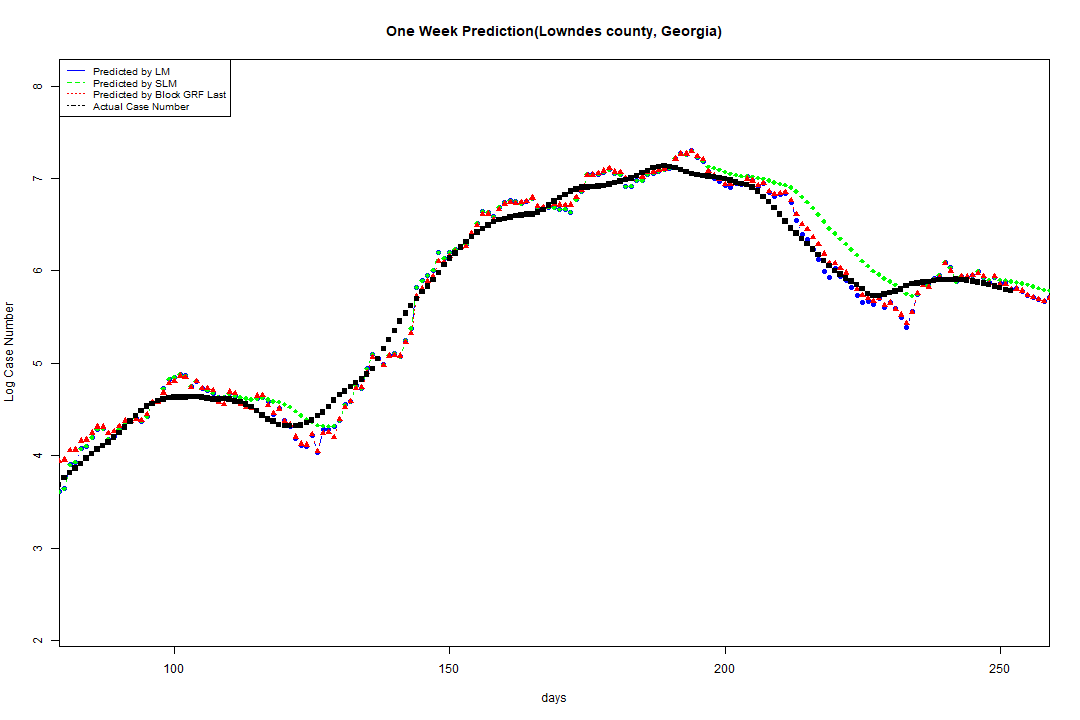 One Week Prediction(Lowndes county, Georgia)
Predicted by LM
Predicted by SLM
Predicted by Block GRF Last
Actual Case Number
8
7
6
5
4
3
2
Log Case Number
100 150 200 250
days